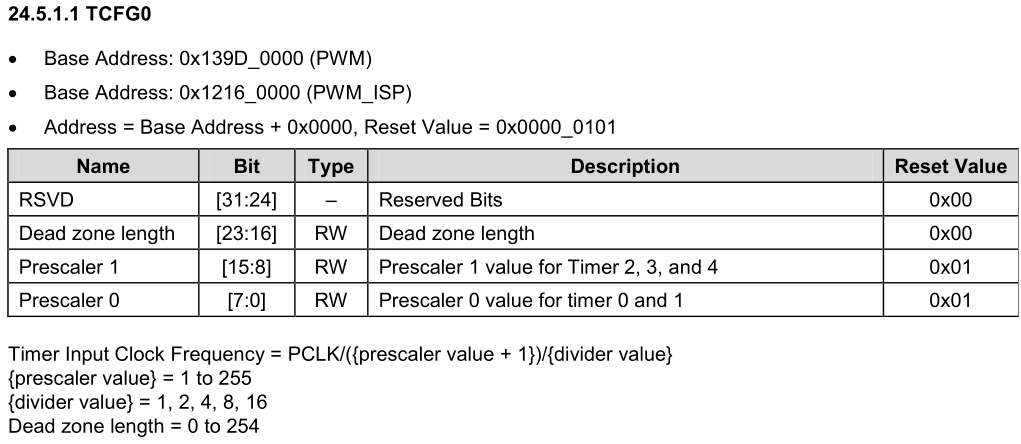 24.5.1.1 TCFG0
• Base Address: 0x139D_0000 (PWM)
• Base Address: 0x1216_0000 (PWM_ISP)
• Address = Base Address + 0x0000, Reset Value = 0x0000_0101
Name Bit Type Description Reset Value
RSVD [31:24] – Reserved Bits 0x00
Dead zone length [23:16] RW Dead zone length 0x00
Prescaler 1 [15:8] RW Prescaler 1 value for Timer 2, 3, and 4 0x01
Prescaler 0 [7:0] RW Prescaler 0 value for timer 0 and 1 0x01
Timer Input Clock Frequency = PCLK/({prescaler value + 1})/{divider value}
{prescaler value} = 1 to 255
{divider value} = 1, 2, 4, 8, 16
Dead zone length = 0 to 254